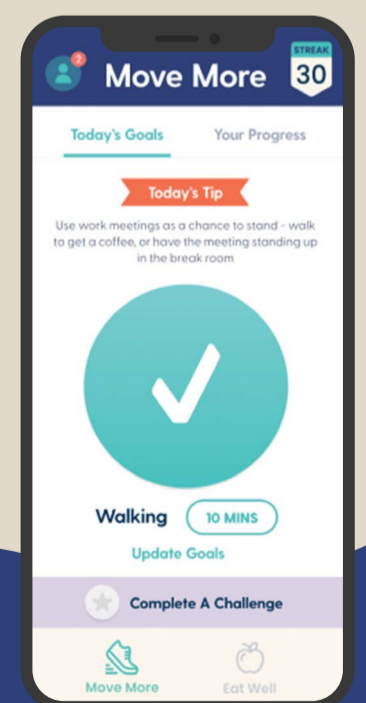 2
Move More
STREAK
30
Today's Goals
Your Progress
Today's Tip
Use work meetings as a chance to stand - walk
to get a coffee, or have the meeting standing up
in the break room
Walking
10 MINS
Update Goals
Complete A Challenge
Move More
Eat Well